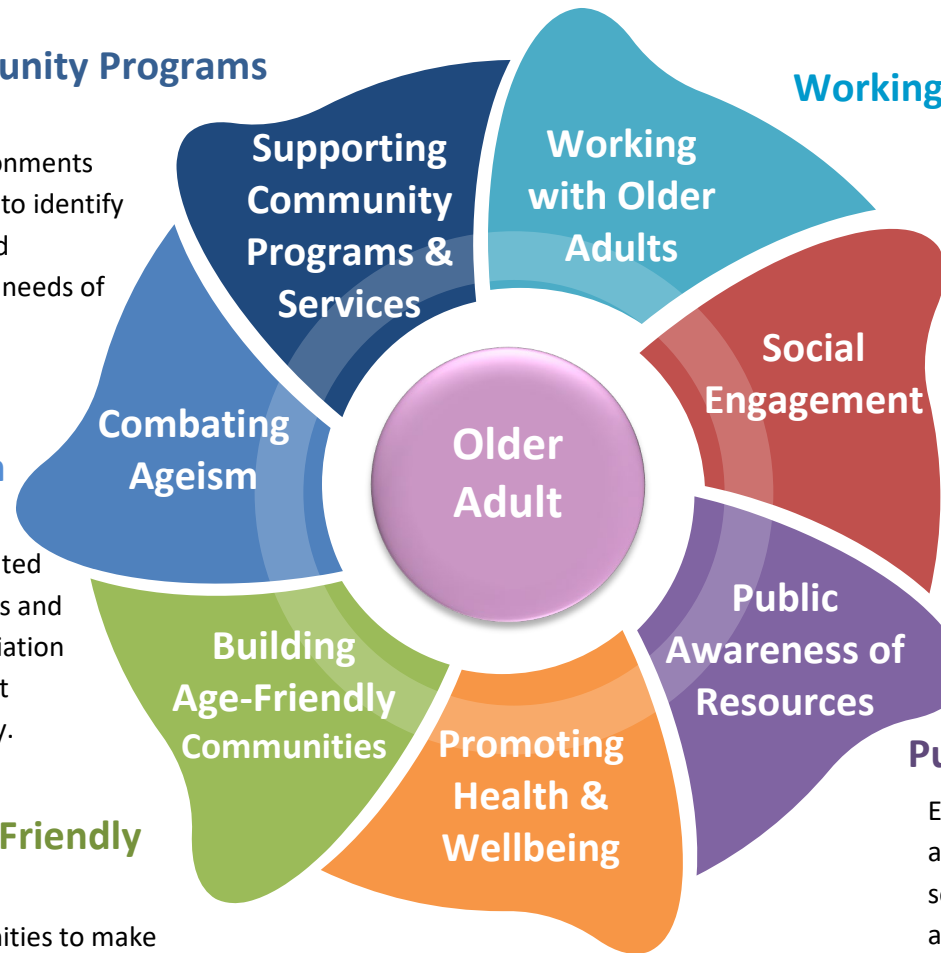 unity Programs
onments
to identify
d
needs of
n
ted
s and
iation
t
y.
Friendly
nities to make
Supporting
Community
Programs &
Services
Working
with Older
Adults
Social
Engagement
Public
Awareness of
Resources
Promoting
Health &
Wellbeing
Building
Age-Friendly
Communities
Combating
Ageism
Older
Adult
Working
Pu
E
a
a